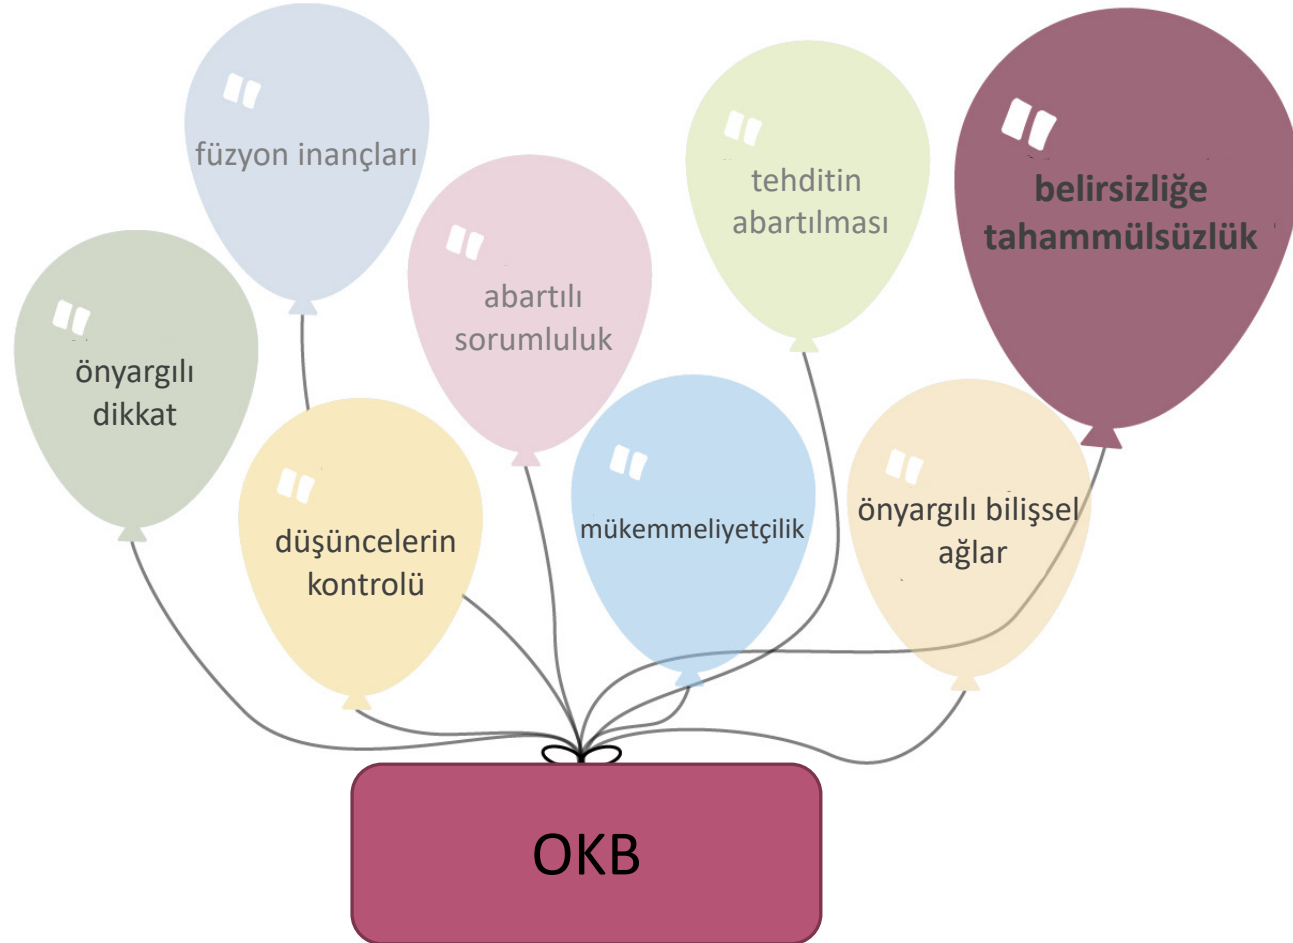 füzyon inançları
tehditin
abartılması
belirsizliğe
tahammülsüzlük
abartılı
sorumluluk
önyargılı
dikkat
düşüncelerin
kontrolü
mükemmeliyetçilik
önyargılı bilişsel
ağlar
OKB